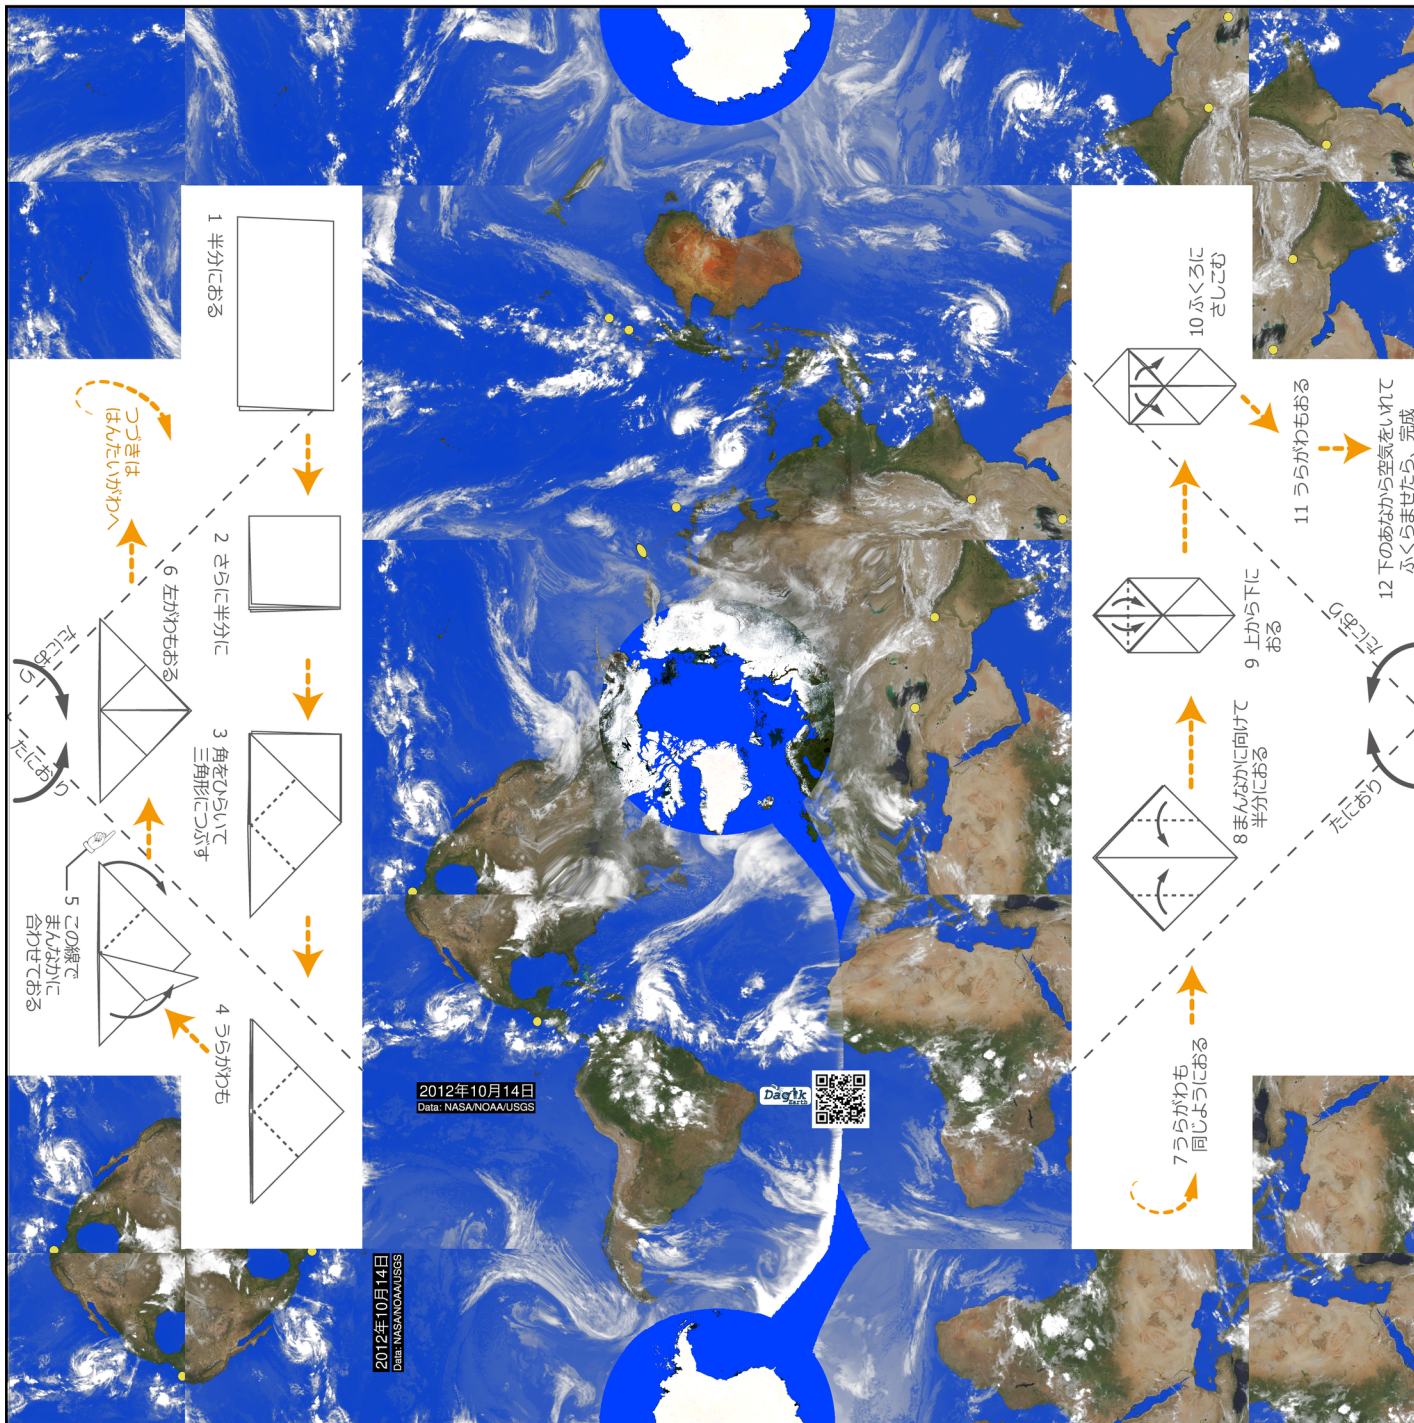 1 半分におる
2 さらに半分に
3 角をひらいて
三角形につぶす
4 うらがわも
5 この線で
まんなかに
合わせておる
6 左がわもおる
つづきは
はんたいがわへ
たにおり
たにおり
7 うらがわも
同じようにおる
8 まんなかに向けて
半分におる
9 上から下に
おる
10 ふくろに
さしこむ
11 うらがわもおる
12 下のあなから空気をいれて
ふくらませたら、完成
たにおり
たにおり
2012年10月14日
Data: NASA/NOAA/USGS
Dagik
Earth
2012年10月14日
Data: NASA/NOAA/USGS